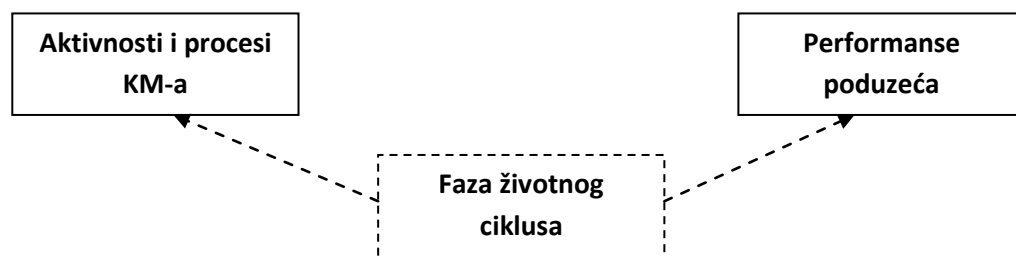 Aktivnosti i procesi
KM-a
Performanse
poduzeća
Faza životnog
ciklusa